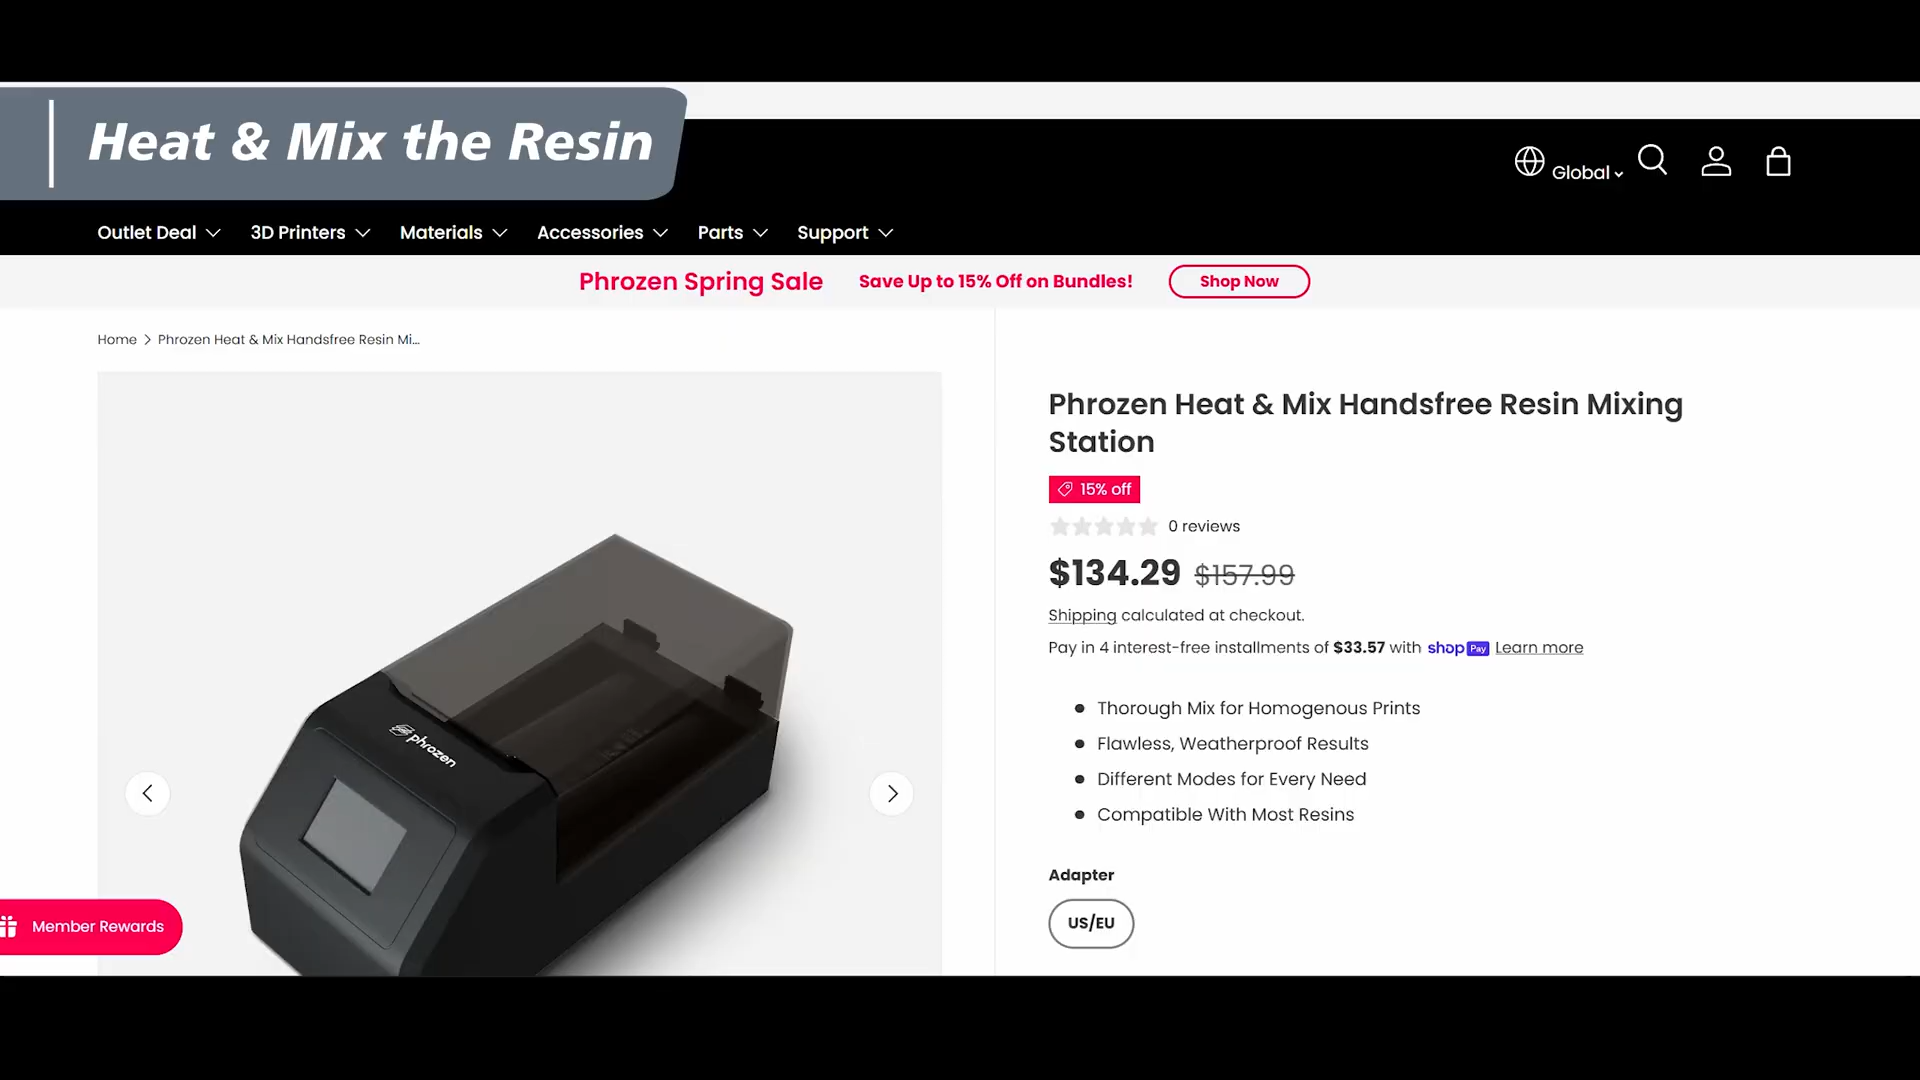 Heat & Mix the Resin
Global
Outlet Deal 3D Printers Materials Accessories Parts Support
Phrozen Spring Sale Save Up to 15% Off on Bundles! Shop Now
Home > Phrozen Heat & Mix Handsfree Resin Mi...
phrozen
Phrozen Heat & Mix Handsfree Resin Mixing
Station
15% off
0 reviews
$134.29 $157.99
Shipping calculated at checkout.
Pay in 4 interest-free installments of $33.57 with shop Pay Learn more
Thorough Mix for Homogenous Prints
Flawless, Weatherproof Results
Different Modes for Every Need
Compatible With Most Resins
Adapter
US/EU
Member Rewards